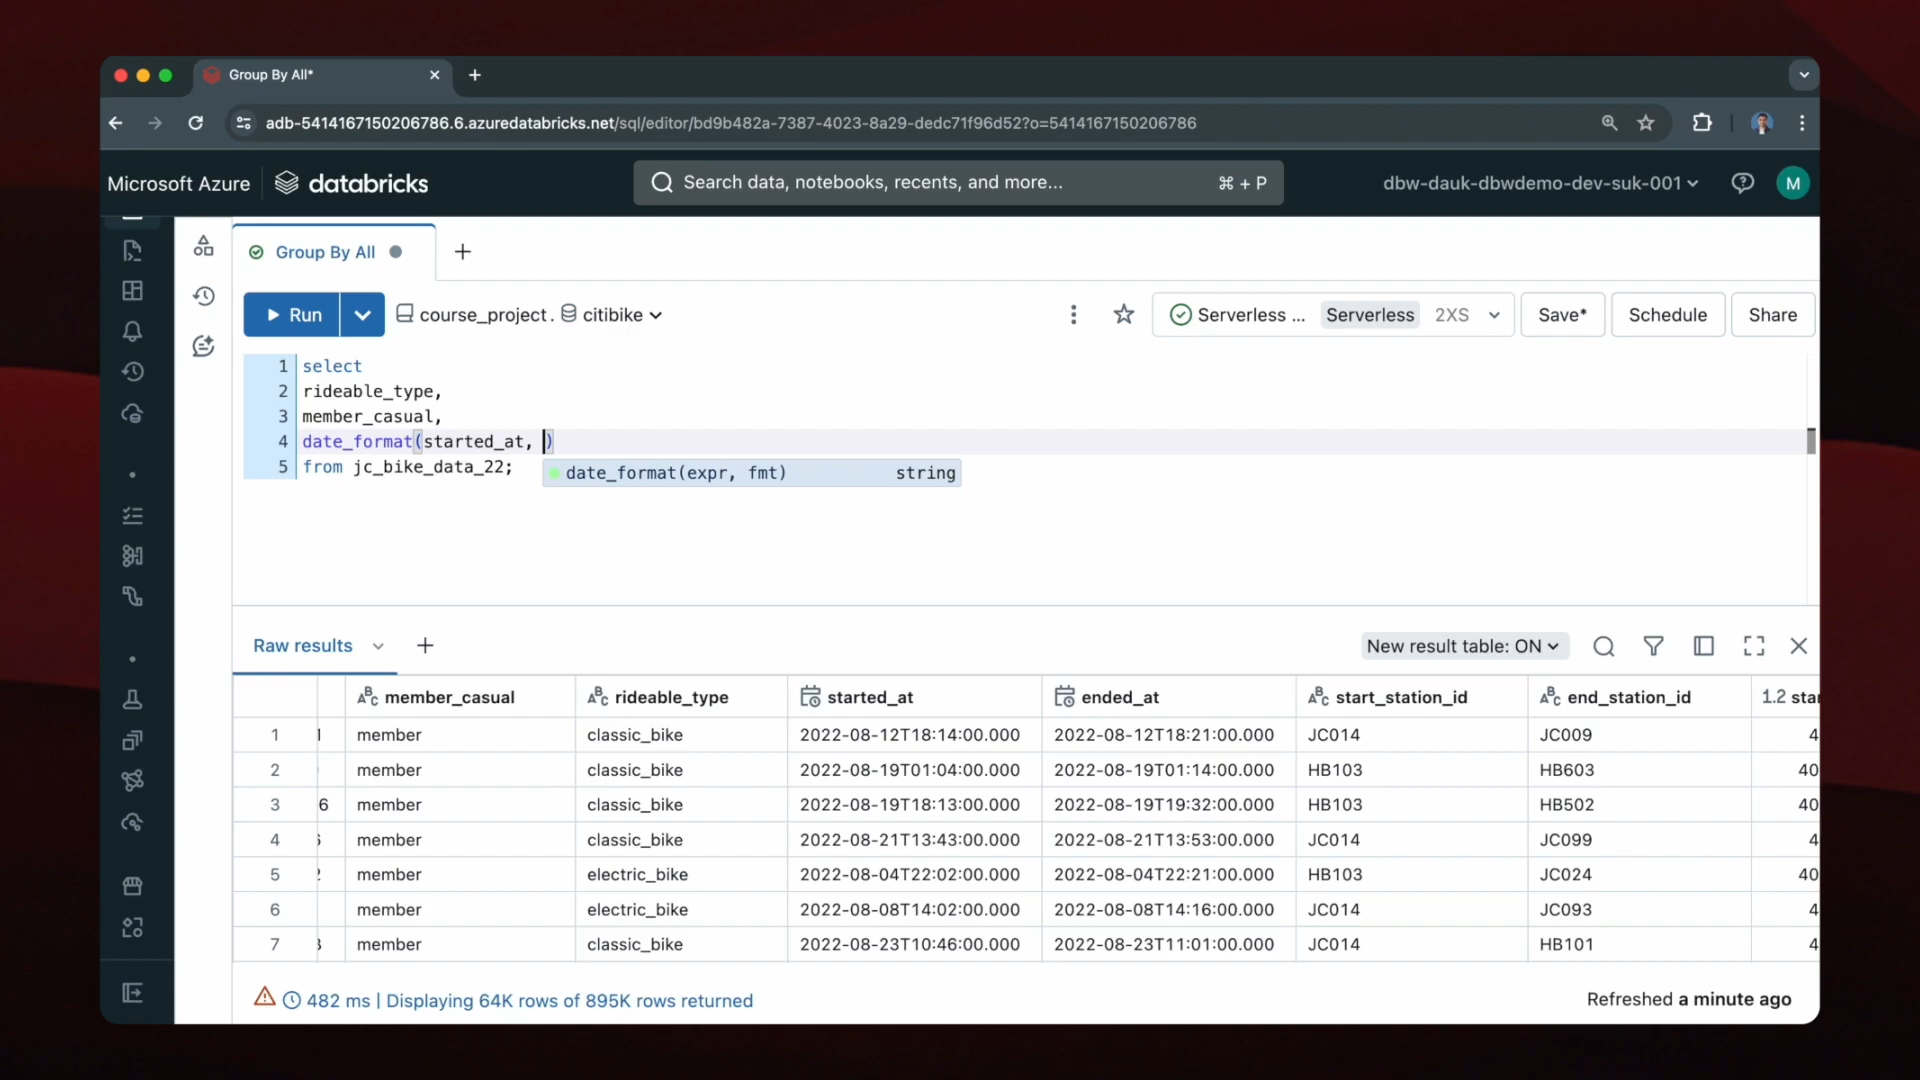 Group By All*
adb-5414167150206786.6.azuredatabricks.net/sql/editor/bd9b482a-7387-4023-8a29-dedc71f96d52?o=5414167150206786
Microsoft Azure databricks Search data, notebooks, recents, and more... ⌘ + P dbw-dauk-dbwdemo-dev-suk-001 M
Group By All
Run course_project. citibike Serverless ... Serverless 2XS Save* Schedule Share
1 select
2 rideable_type,
3 member_casual,
4 date_format(started_at, )
5 from jc_bike_data_22;
date_format(expr, fmt) string
Raw results New result table: ON
member_casual rideable_type started_at ended_at start_station_id end_station_id 1.2
1 member classic_bike 2022-08-12T18:14:00.000 2022-08-12T18:21:00.000 JC014 JC009 4
2 member classic_bike 2022-08-19T01:04:00.000 2022-08-19T01:14:00.000 HB103 HB603 40
3 6 member classic_bike 2022-08-19T18:13:00.000 2022-08-19T19:32:00.000 HB103 HB502 40
4 member classic_bike 2022-08-21T13:43:00.000 2022-08-21T13:53:00.000 JC014 JC099 4
5 member electric_bike 2022-08-04T22:02:00.000 2022-08-04T22:21:00.000 HB103 JC024 40
6 member electric_bike 2022-08-08T14:02:00.000 2022-08-08T14:16:00.000 JC014 JC093 4
7 member classic_bike 2022-08-23T10:46:00.000 2022-08-23T11:01:00.000 JC014 HB101 4
482 ms | Displaying 64K rows of 895K rows returned Refreshed a minute ago